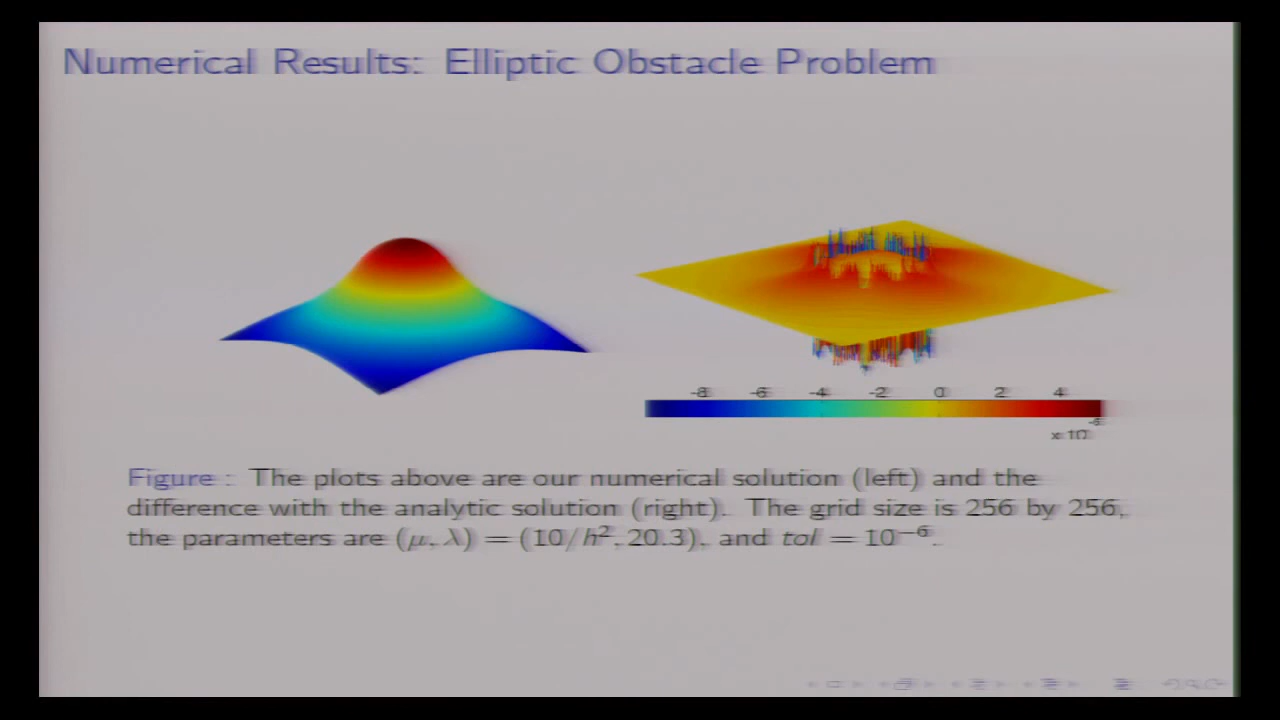 Numerical Results: Elliptic Obstacle Problem
-8 -6 -4 -2 0 2 4
Figure : The plots above are our numerical solution (left) and the
difference with the analytic solution (right). The grid size is 256 by 256,
the parameters are (μ, λ) = (10/h², 20.3), and tol = 10⁻⁶.